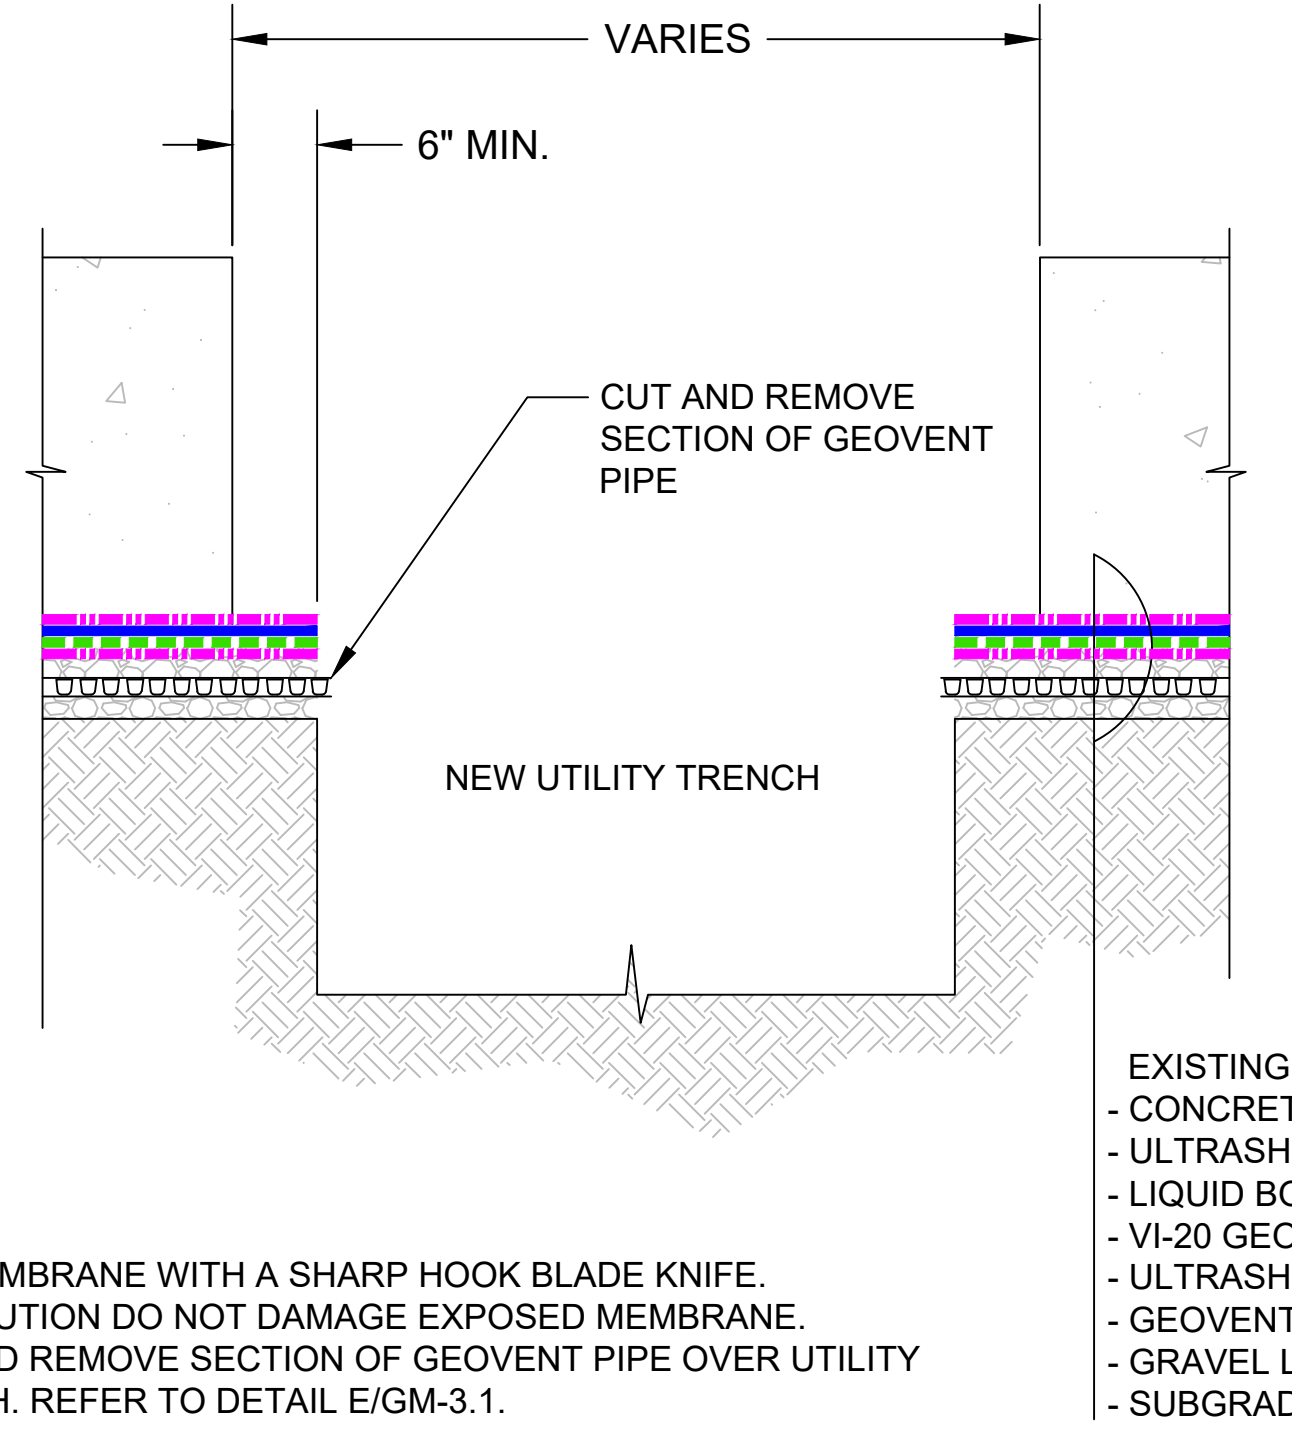 VARIES
6" MIN.
CUT AND REMOVE
SECTION OF GEOVENT
PIPE
NEW UTILITY TRENCH
EXISTING
- CONCRET
- ULTRASH
- LIQUID BO
- VI-20 GEO
- ULTRASH
- GEOVENT
- GRAVEL L
- SUBGRAD
MBRANE WITH A SHARP HOOK BLADE KNIFE.
UTION DO NOT DAMAGE EXPOSED MEMBRANE.
D REMOVE SECTION OF GEOVENT PIPE OVER UTILITY
H. REFER TO DETAIL E/GM-3.1.